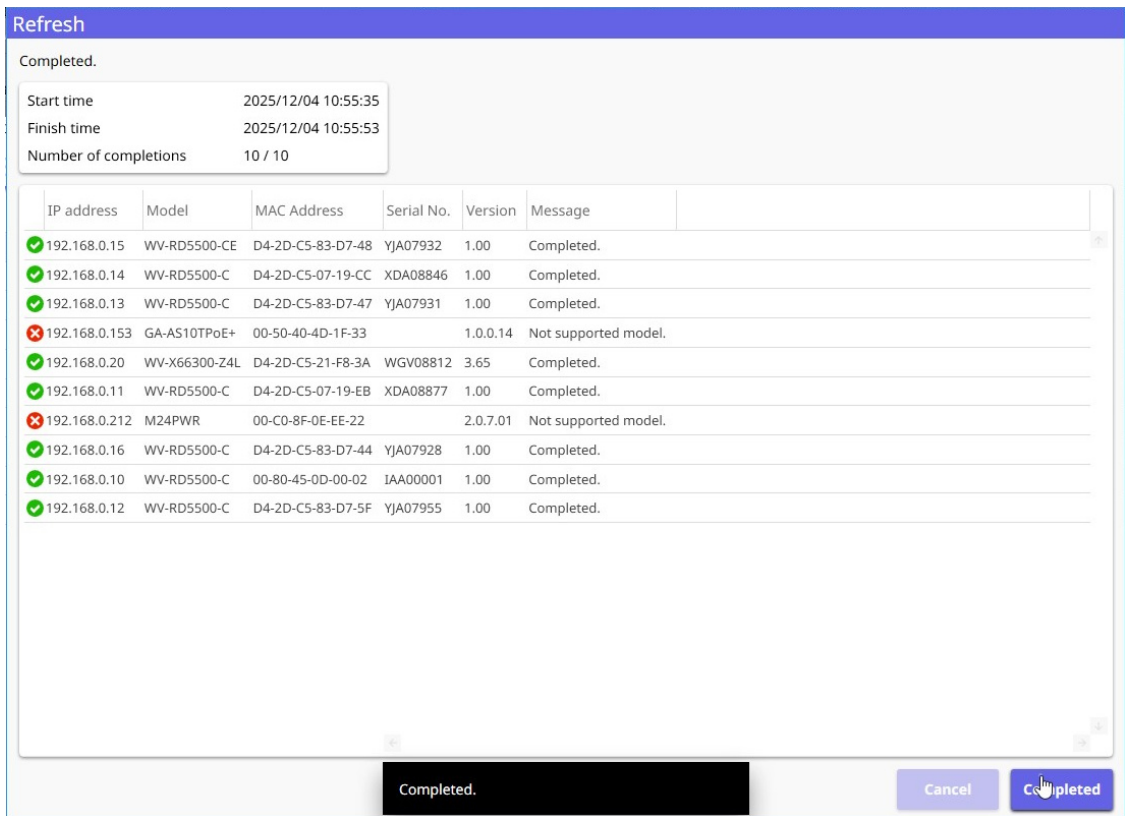 Refresh
Completed.
Start time 2025/12/04 10:55:35
Finish time 2025/12/04 10:55:53
Number of completions 10 / 10
IP address Model MAC Address Serial No. Version Message
192.168.0.15 WV-RD5500-CE D4-2D-C5-83-D7-48 YJA07932 1.00 Completed.
192.168.0.14 WV-RD5500-C D4-2D-C5-07-19-CC XDA08846 1.00 Completed.
192.168.0.13 WV-RD5500-C D4-2D-C5-83-D7-47 YJA07931 1.00 Completed.
192.168.0.153 GA-AS10TPoE+ 00-50-40-4D-1F-33 1.0.0.14 Not supported model.
192.168.0.20 WV-X66300-Z4L D4-2D-C5-21-F8-3A WGV08812 3.65 Completed.
192.168.0.11 WV-RD5500-C D4-2D-C5-07-19-EB XDA08877 1.00 Completed.
192.168.0.212 M24PWR 00-C0-8F-0E-EE-22 2.0.7.01 Not supported model.
192.168.0.16 WV-RD5500-C D4-2D-C5-83-D7-44 YJA07928 1.00 Completed.
192.168.0.10 WV-RD5500-C 00-80-45-0D-00-02 IAA00001 1.00 Completed.
192.168.0.12 WV-RD5500-C D4-2D-C5-83-D7-5F YJA07955 1.00 Completed.
Completed.
Cancel Completed